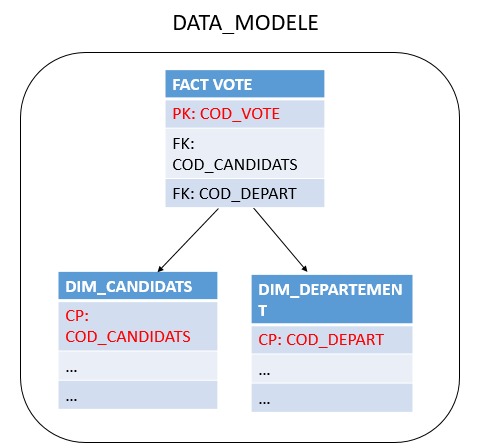 DATA_MODELE
FACT VOTE
PK: COD_VOTE
FK:
COD_CANDIDATS
FK: COD_DEPART
DIM_CANDIDATS
CP:
COD_CANDIDATS
...
...
DIM_DEPARTEMEN
T
CP: COD_DEPART
...
...